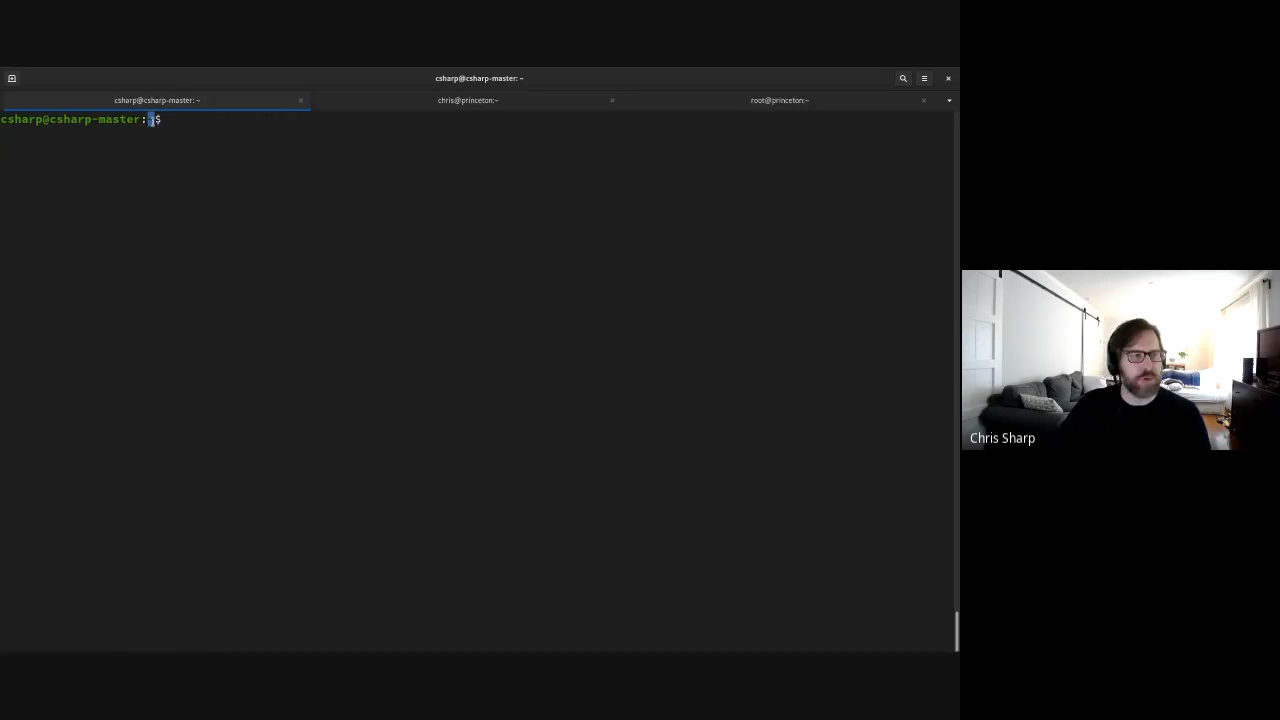 csharp@csharp-master: ~
csharp@csharp-master: ~
chris@princeton:~
root@princeton:~
csharp@csharp-master:~$
Chris Sharp